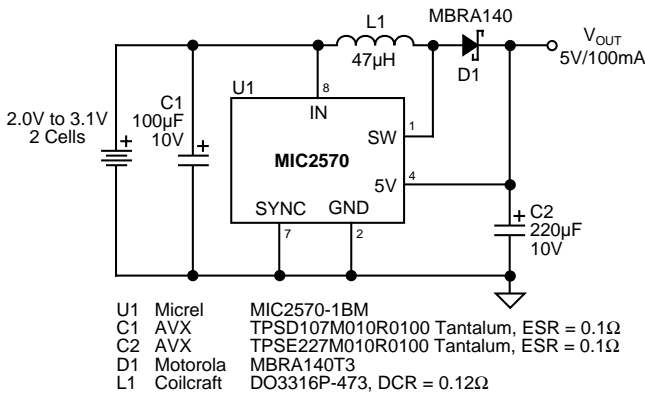 MBRA140
L1
47µH
D1
V_OUT
5V/100mA
2.0V to 3.1V
2 Cells
+
C1
100µF
10V
+
U1
8
IN
SW
1
MIC2570
5V
4
SYNC
GND
7
2
+
C2
220µF
10V
U1 Micrel MIC2570-1BM
C1 AVX TPSD107M010R0100 Tantalum, ESR = 0.1Ω
C2 AVX TPSE227M010R0100 Tantalum, ESR = 0.1Ω
D1 Motorola MBRA140T3
L1 Coilcraft DO3316P-473, DCR = 0.12Ω